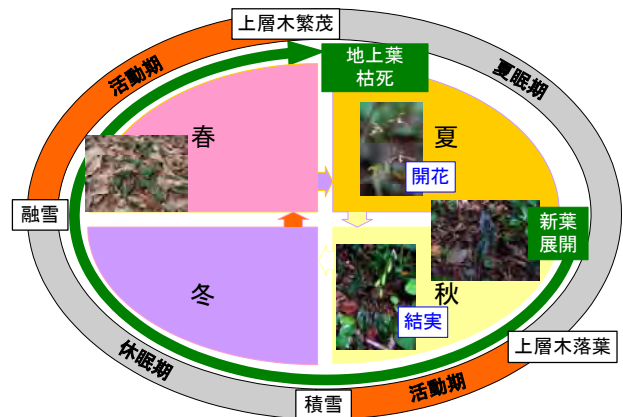 上層木繁茂
活動期
地上葉
枯死
夏眠期
春
夏
開花
融雪
新葉
展開
冬
秋
結実
上層木落葉
休眠期
活動期
積雪